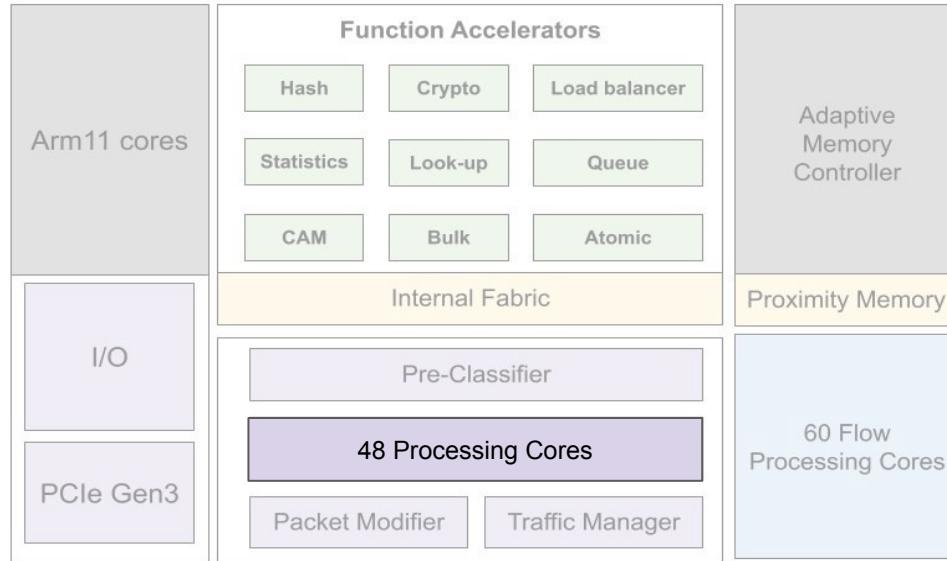 Arm11 cores
I/O
PCIe Gen3
Function Accelerators
Hash
Crypto
Load balancer
Statistics
Look-up
Queue
CAM
Bulk
Atomic
Internal Fabric
Pre-Classifier
48 Processing Cores
Packet Modifier
Traffic Manager
Adaptive
Memory
Controller
Proximity Memory
60 Flow
Processing Cores